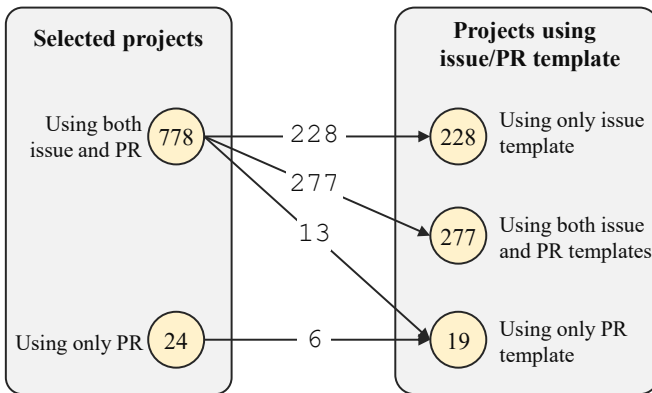 Selected projects
Using both
issue and PR
778
Using only PR
24
228
277
13
6
Projects using
issue/PR template
228
Using only issue
template
277
Using both issue
and PR templates
19
Using only PR
template